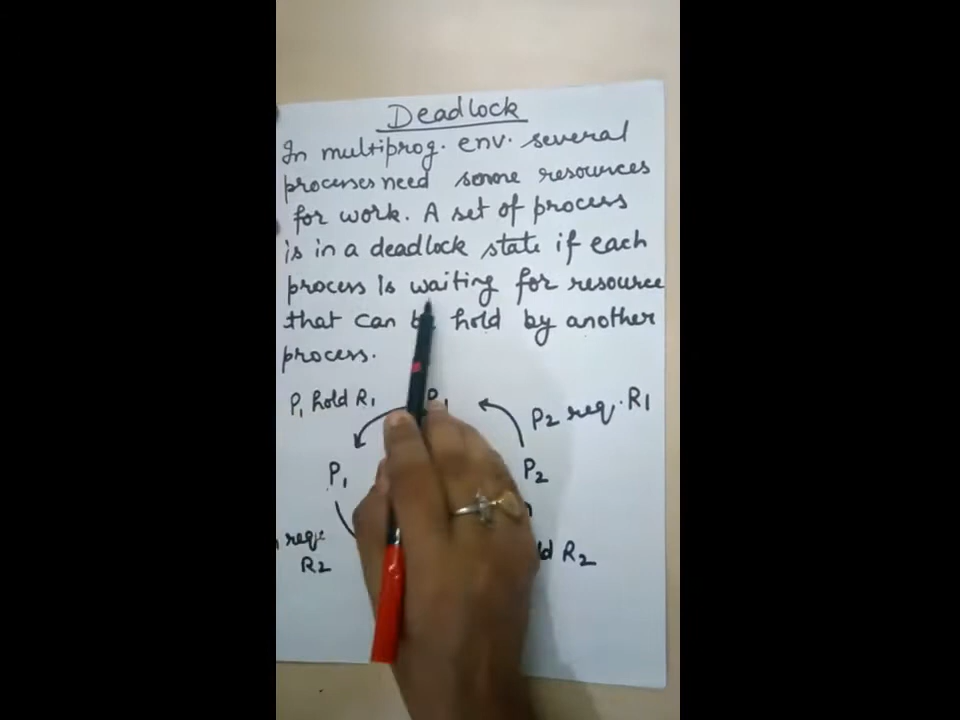 Deadlock
In multiprog. env. several
processes need some resources
for work. A set of process
is in a deadlock state if each
process is waiting for resource
that can be hold by another
process.
P1 hold R1
P2 req. R1
P1
P2
req.
R2
R2